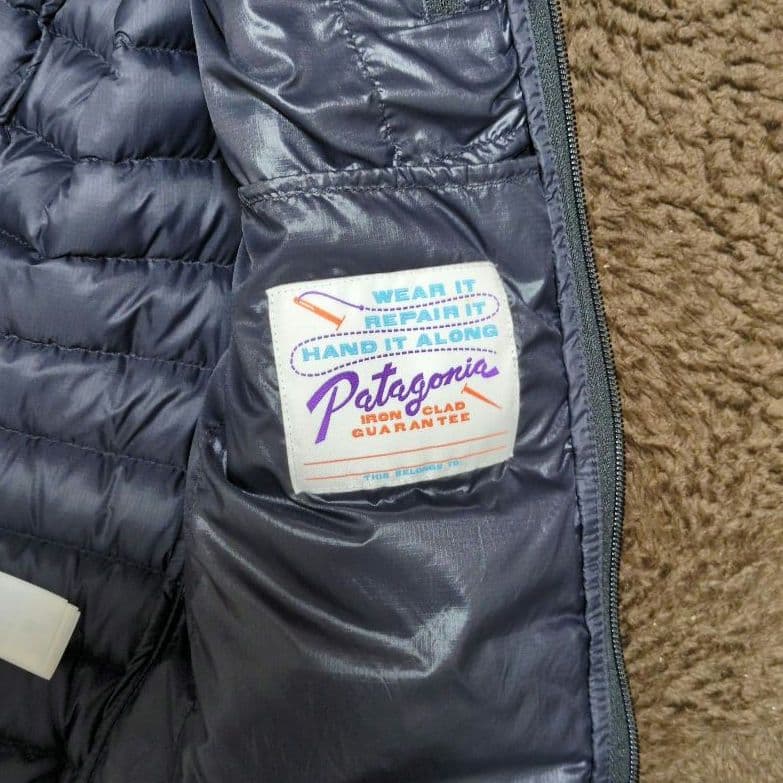 WEAR IT
REPAIR IT
HAND IT ALONG
Patagonia
IRON CLAD
GUARANTEE
THIS BELONGS TO